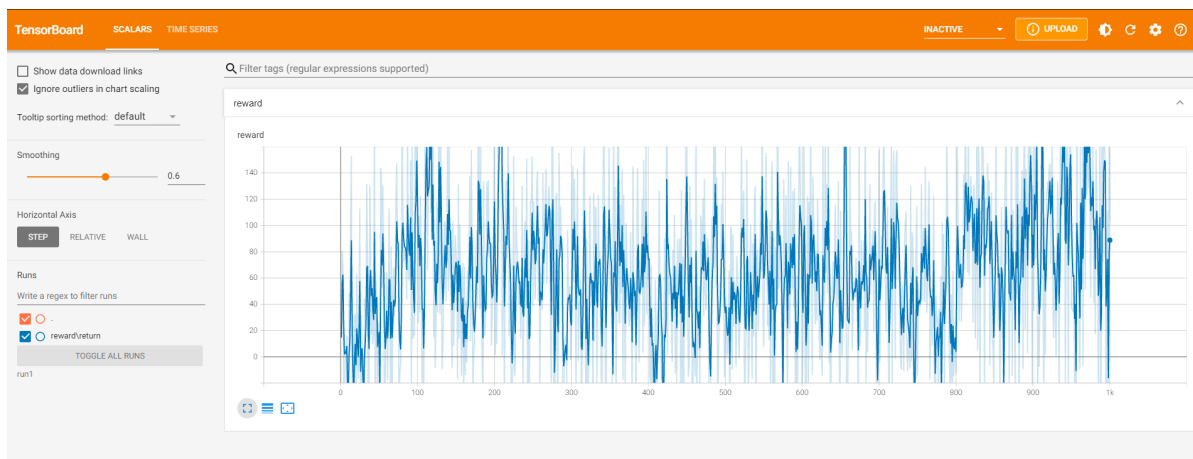 TensorBoard SCALARS TIME SERIES INACTIVE UPLOAD
Show data download links
Ignore outliers in chart scaling
Tooltip sorting method: default
Smoothing
0.6
Horizontal Axis
STEP RELATIVE WALL
Runs
Write a regex to filter runs
.
reward\return
TOGGLE ALL RUNS
run1
Filter tags (regular expressions supported)
reward
reward
140
120
100
80
60
40
20
0
0 100 200 300 400 500 600 700 800 900 1k